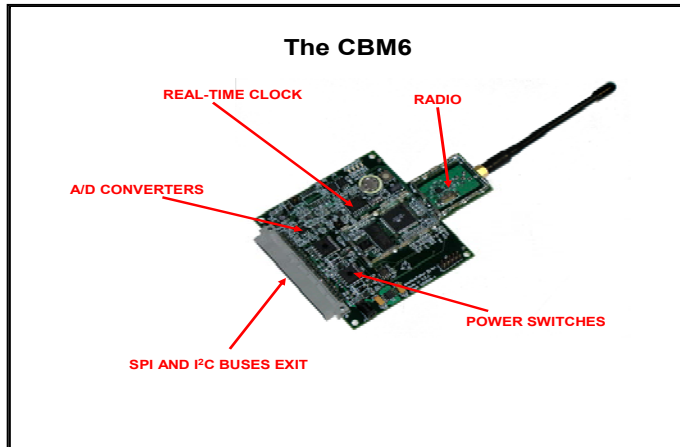 The CBM6
REAL-TIME CLOCK
RADIO
A/D CONVERTERS
POWER SWITCHES
SPI AND I²C BUSES EXIT